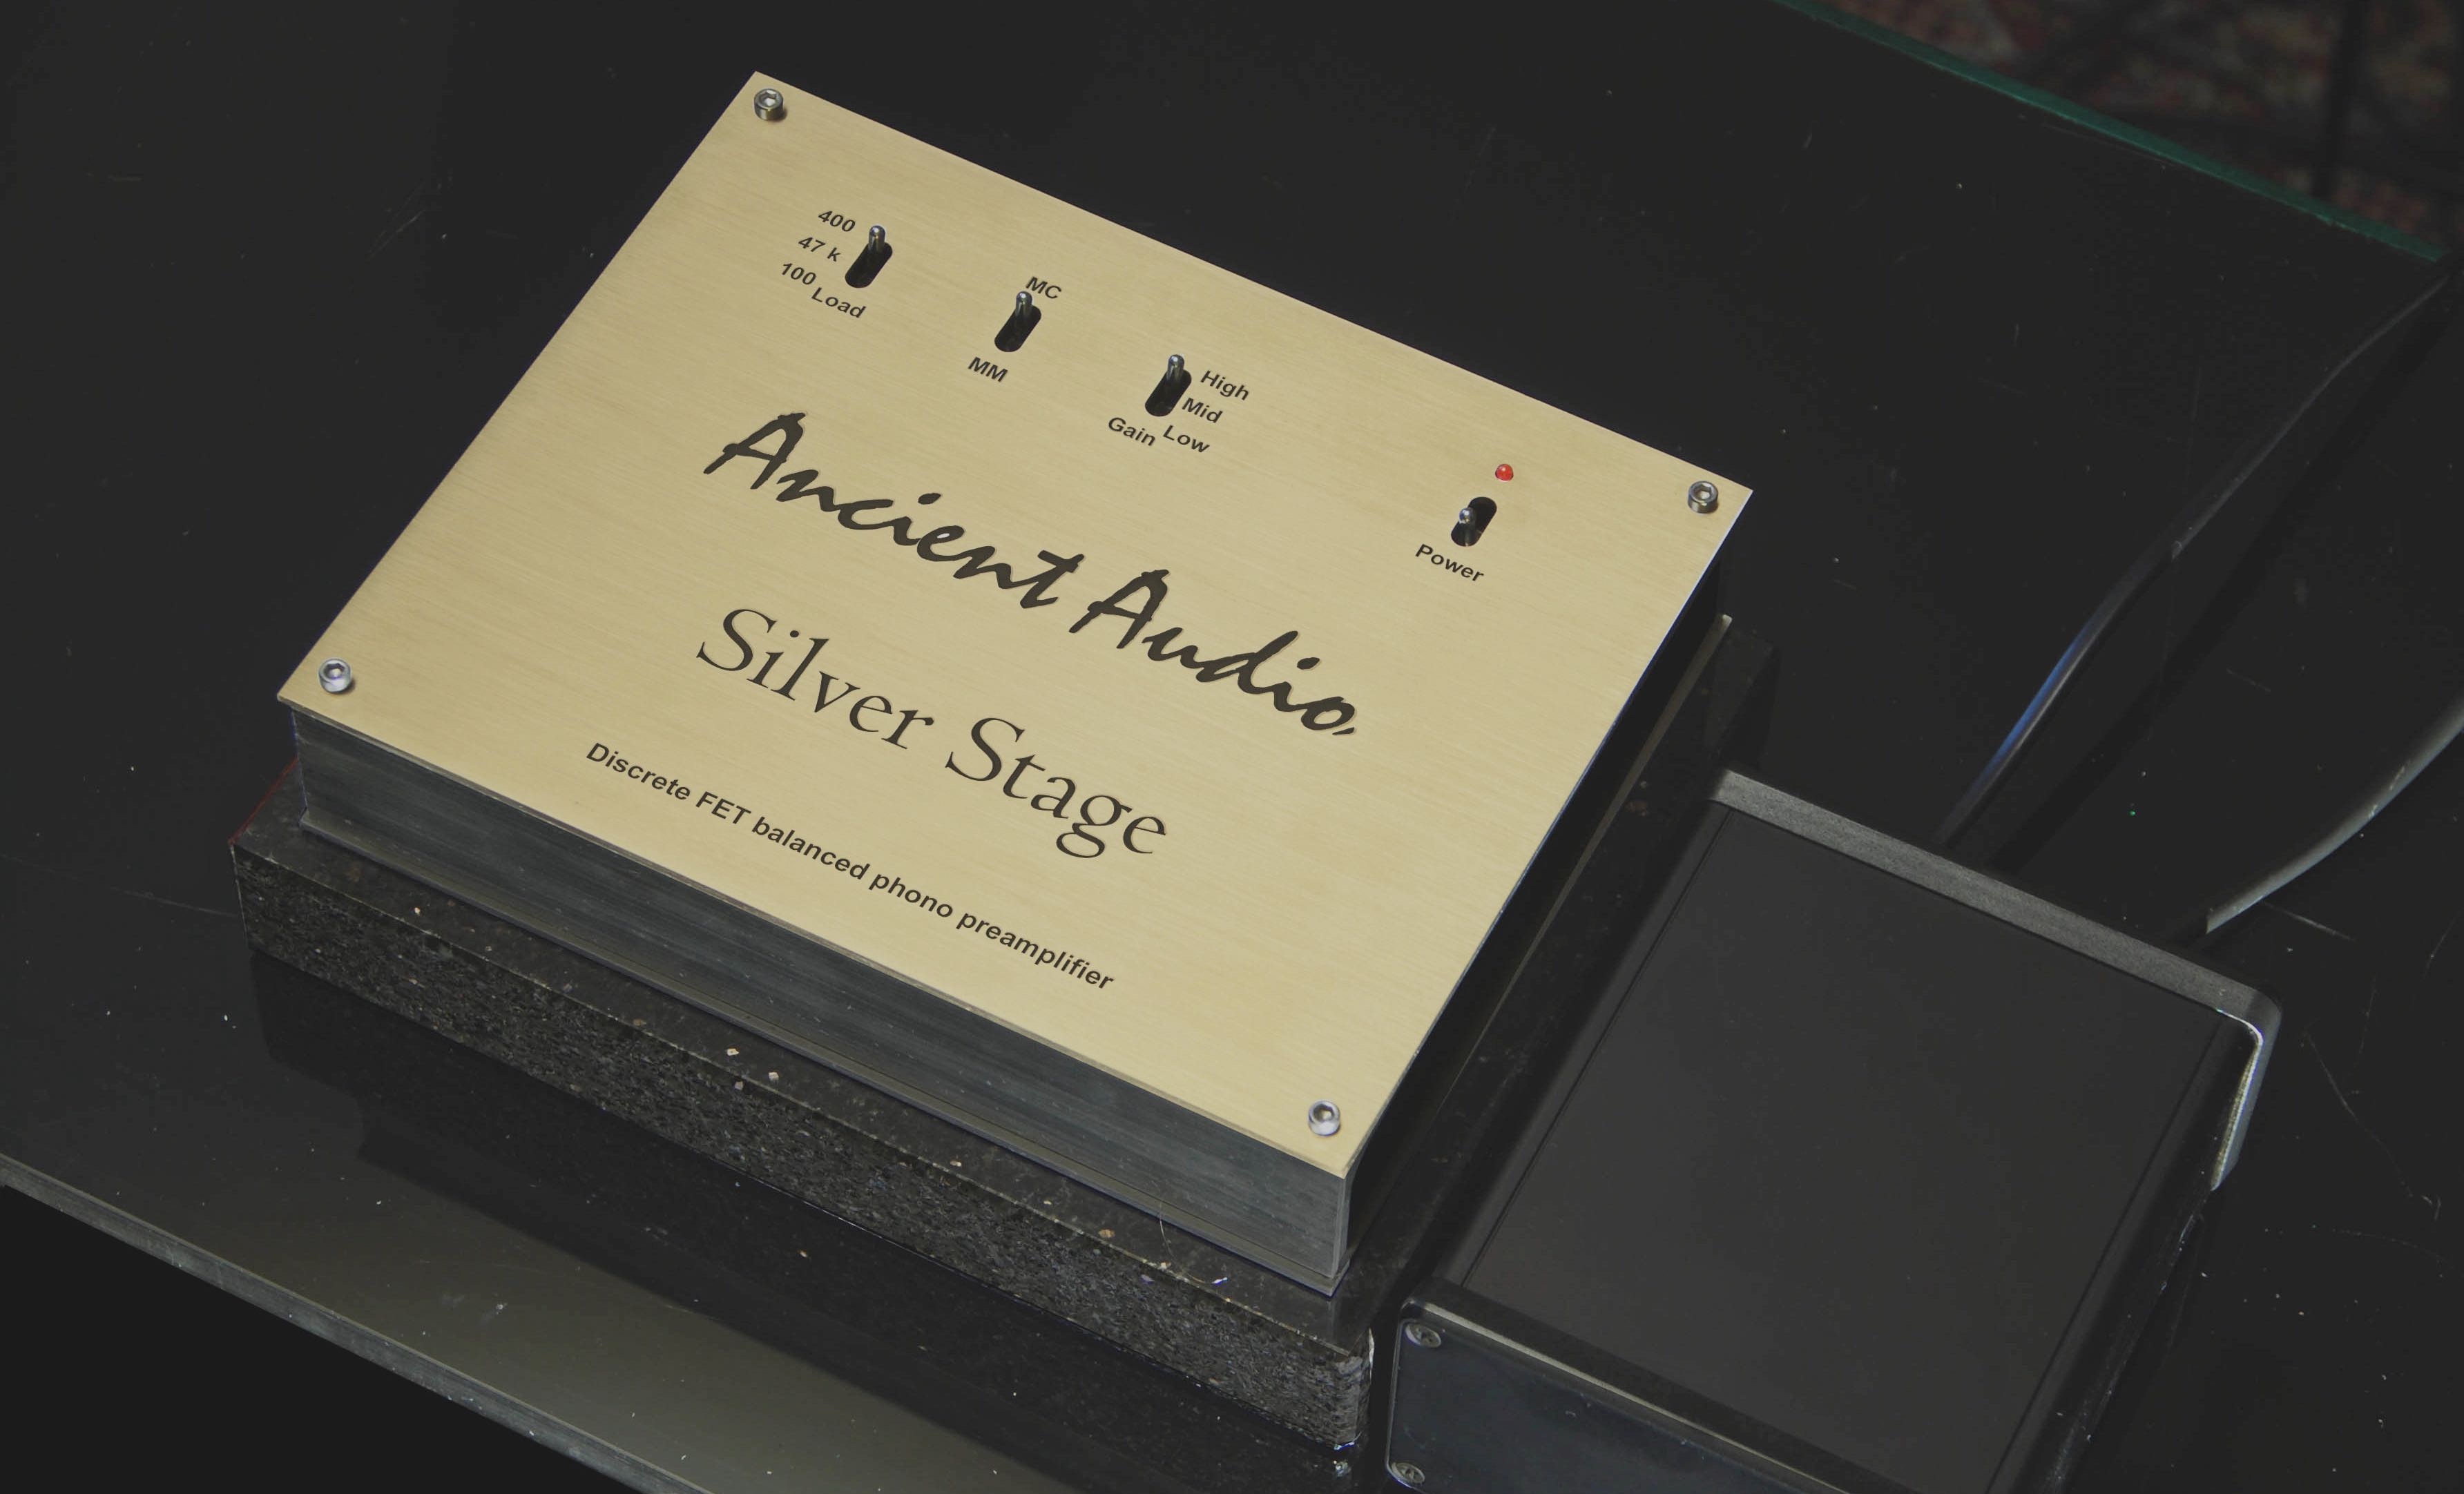 400
47 k
100
Load
MC
MM
High
Mid
Low
Gain
Power
Ancient Audio
Silver Stage
Discrete FET balanced phono preamplifier